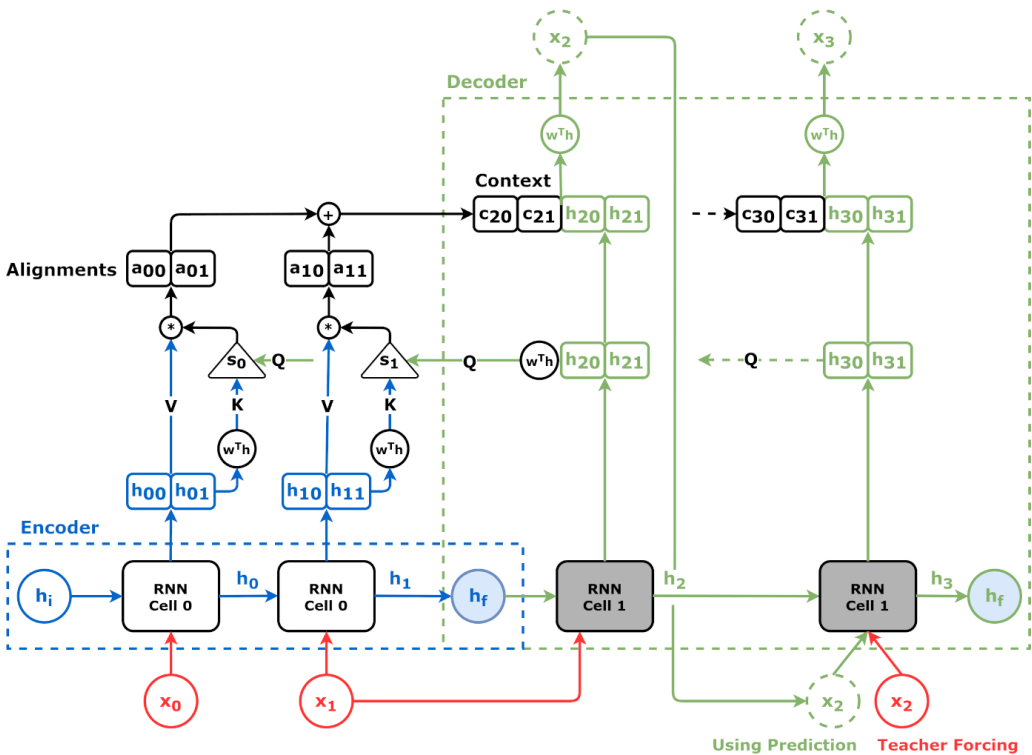 x₂ x₃
Decoder
wᵀh wᵀh
Context
c₂₀ c₂₁ h₂₀ h₂₁ c₃₀ c₃₁ h₃₀ h₃₁
+
Alignments a₀₀ a₀₁ a₁₀ a₁₁
* *
s₀ Q s₁ Q wᵀh h₂₀ h₂₁ Q h₃₀ h₃₁
V K V K
wᵀh wᵀh
h₀₀ h₀₁ h₁₀ h₁₁
Encoder
hᵢ RNN Cell 0 h₀ RNN Cell 0 h₁ h_f RNN Cell 1 h₂ RNN Cell 1 h₃ h_f
x₀ x₁ x₂ x₂
Using Prediction Teacher Forcing